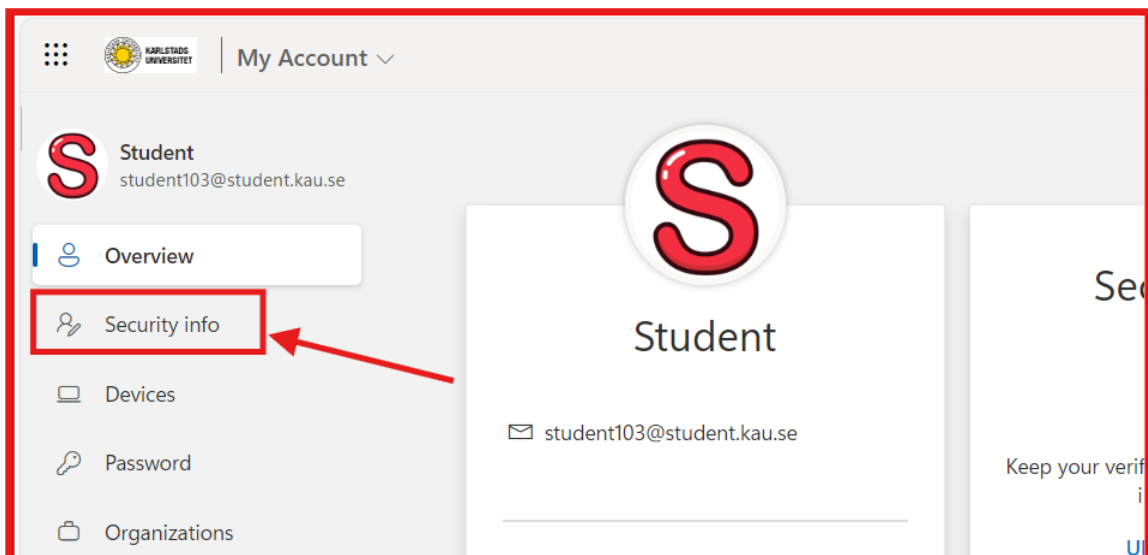 KARLSTADS
UNIVERSITET
My Account
Student
student103@student.kau.se
Overview
Security info
Devices
Password
Organizations
S
Student
student103@student.kau.se
Keep your